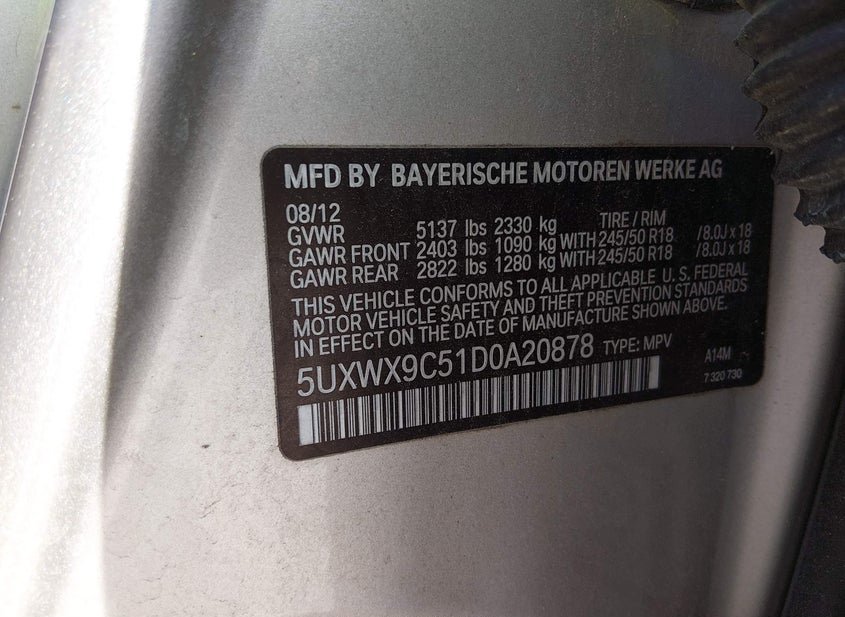 MFD BY BAYERISCHE MOTOREN WERKE AG
08/12 TIRE / RIM
GVWR 5137 lbs 2330 kg
GAWR FRONT 2403 lbs 1090 kg WITH 245/50 R18 /8.0J x 18
GAWR REAR 2822 lbs 1280 kg WITH 245/50 R18 /8.0J x 18
THIS VEHICLE CONFORMS TO ALL APPLICABLE U.S. FEDERAL
MOTOR VEHICLE SAFETY AND THEFT PREVENTION STANDARDS
IN EFFECT ON THE DATE OF MANUFACTURE SHOWN ABOVE.
5UXWX9C51D0A20878 TYPE: MPV A14M
7 320 730